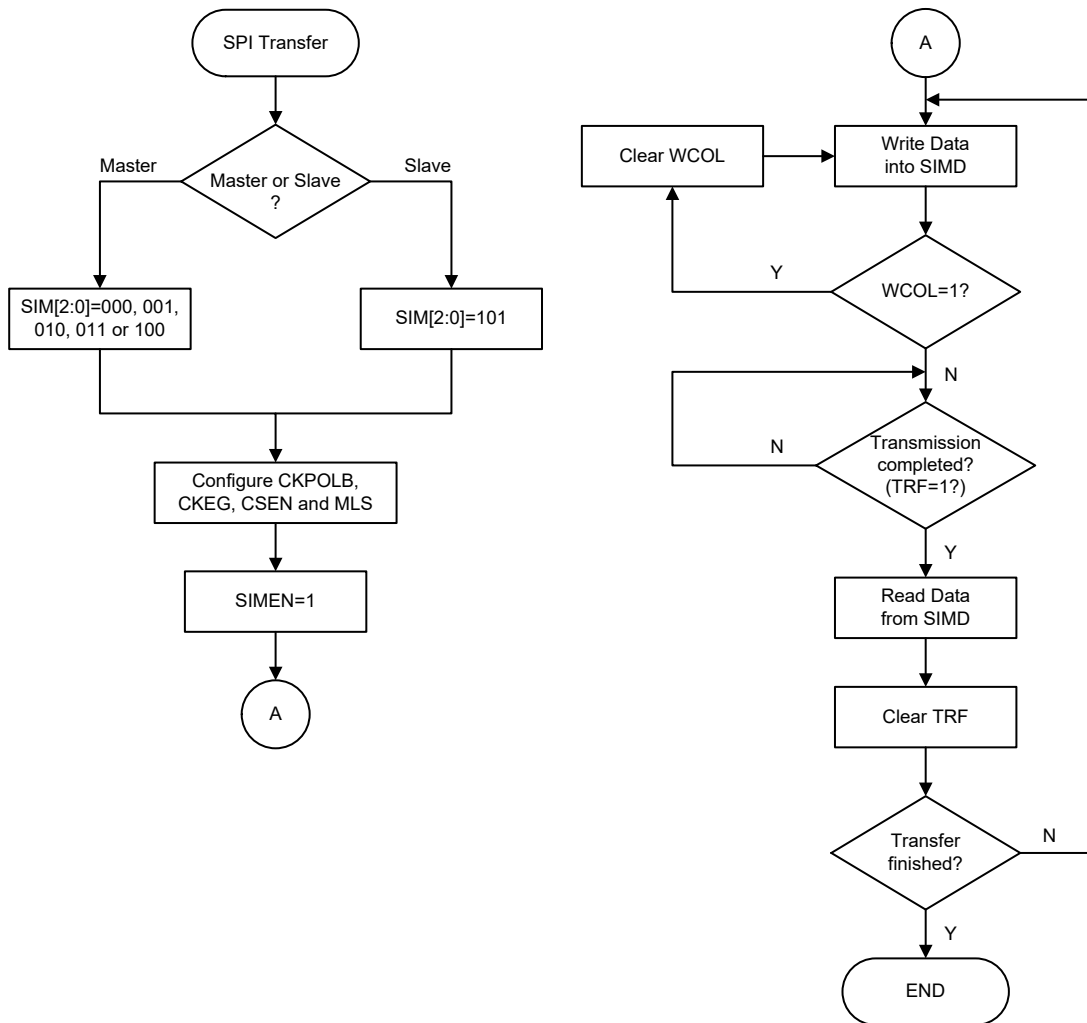 SPI Transfer
Master or Slave
?
Master
Slave
SIM[2:0]=000, 001,
010, 011 or 100
SIM[2:0]=101
Configure CKPOLB,
CKEG, CSEN and MLS
SIMEN=1
A
A
Write Data
into SIMD
Clear WCOL
WCOL=1?
Y
N
Transmission
completed?
(TRF=1?)
N
Y
Read Data
from SIMD
Clear TRF
Transfer
finished?
N
Y
END